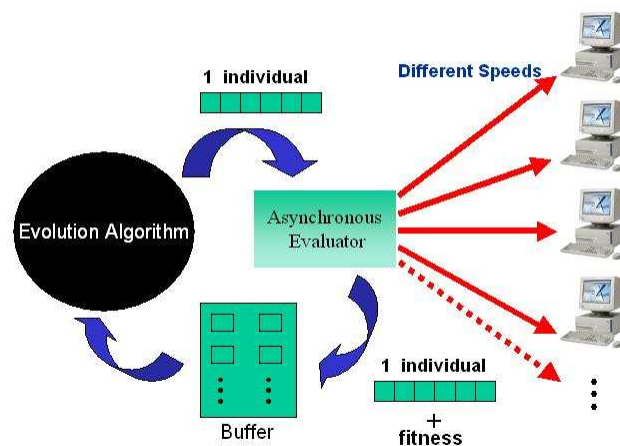 1 individual
Different Speeds
Evolution Algorithm
Asynchronous
Evaluator
1 individual
+
fitness
Buffer